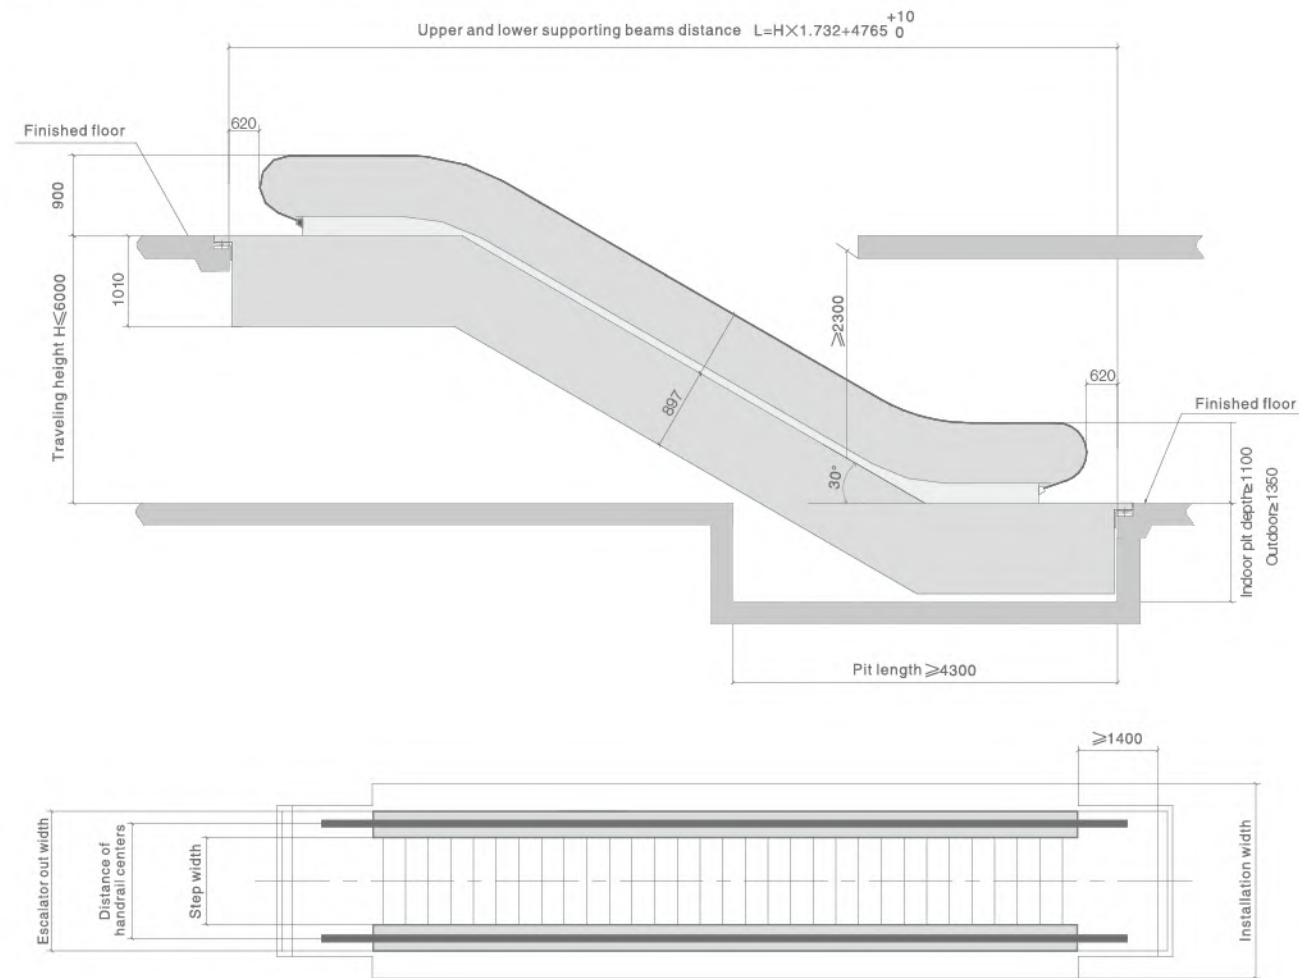 Upper and lower supporting beams distance L=H×1.732+4765 +10 0
620
Finished floor
900
1010
Traveling height H≤6000
≥2300
897
30°
620
Finished floor
Indoor pit depth≥1100
Outdoor≥1350
Pit length ≥4300
≥1400
Escalator out width
Distance of
handrail centers
Step width
Installation width